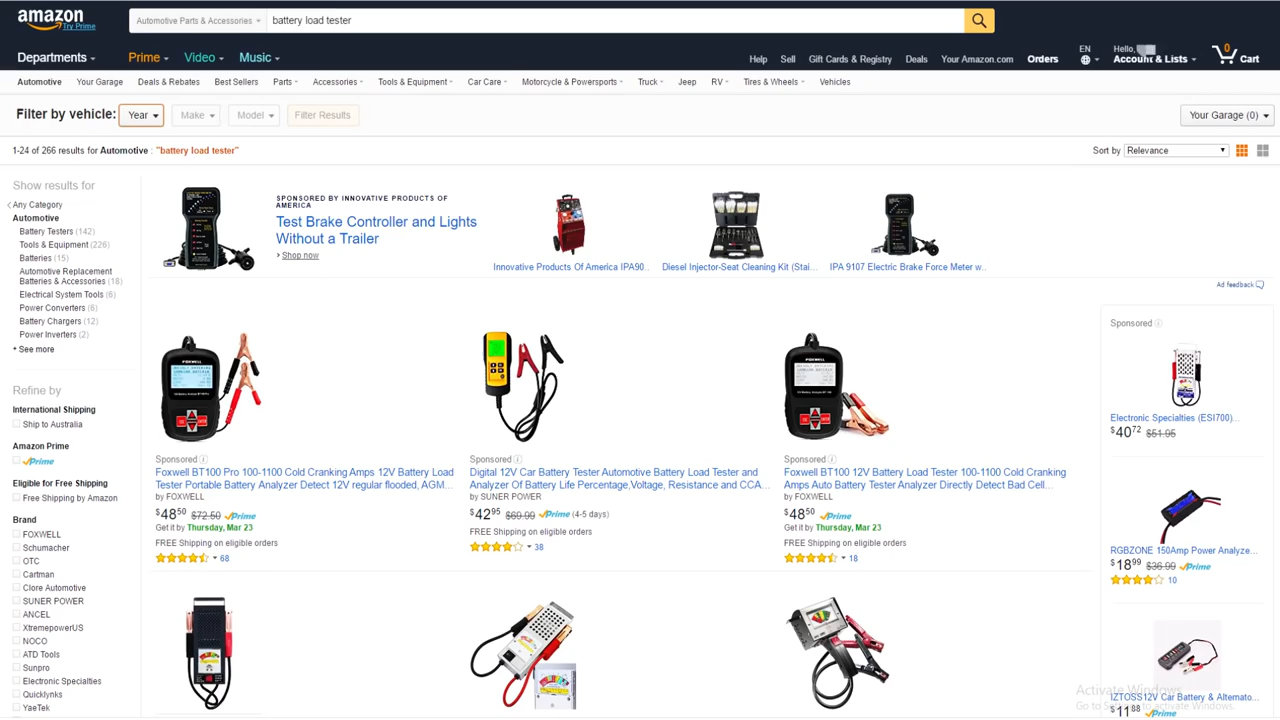 amazon
Try Prime
Automotive Parts & Accessories
battery load tester
Departments
Prime
Video
Music
Help
Sell
Gift Cards & Registry
Deals
Your Amazon.com
Orders
EN
Hello,
Account & Lists
0
Cart
Automotive
Your Garage
Deals & Rebates
Best Sellers
Parts
Accessories
Tools & Equipment
Car Care
Motorcycle & Powersports
Truck
Jeep
RV
Tires & Wheels
Vehicles
Filter by vehicle:
Year
Make
Model
Filter Results
Your Garage (0)
1-24 of 266 results for Automotive : "battery load tester"
Sort by
Relevance
Show results for
Any Category
Automotive
Battery Testers (142)
Tools & Equipment (226)
Batteries (15)
Automotive Replacement
Batteries & Accessories (18)
Electrical System Tools (6)
Power Converters (6)
Battery Chargers (12)
Power Inverters (2)
+ See more
Refine by
International Shipping
Ship to Australia
Amazon Prime
Prime
Eligible for Free Shipping
Free Shipping by Amazon
Brand
FOXWELL
Schumacher
OTC
Cartman
Clore Automotive
SUNER POWER
ANCEL
XtremepowerUS
NOCO
ATD Tools
Sunpro
Electronic Specialties
Quicklynks
YaeTek
SPONSORED BY INNOVATIVE PRODUCTS OF
AMERICA
Test Brake Controller and Lights
Without a Trailer
› Shop now
Innovative Products Of America IPA90..
Diesel Injector-Seat Cleaning Kit (Stai...
IPA 9107 Electric Brake Force Meter w..
Ad feedback
FOXWELL
Sponsored
Foxwell BT100 Pro 100-1100 Cold Cranking Amps 12V Battery Load
Tester Portable Battery Analyzer Detect 12V regular flooded, AGM...
by FOXWELL
$48 50 $72.50 Prime
Get it by Thursday, Mar 23
FREE Shipping on eligible orders
68
Sponsored
Digital 12V Car Battery Tester Automotive Battery Load Tester and
Analyzer Of Battery Life Percentage,Voltage, Resistance and CCA...
by SUNER POWER
$42 95 $69.99 Prime (4-5 days)
FREE Shipping on eligible orders
38
FOXWELL
Sponsored
Foxwell BT100 12V Battery Load Tester 100-1100 Cold Cranking
Amps Auto Battery Tester Analyzer Directly Detect Bad Cell...
by FOXWELL
$48 50 Prime
Get it by Thursday, Mar 23
FREE Shipping on eligible orders
18
Sponsored
Electronic Specialties (ESI700)...
$40 72 $51.95
RGBZONE 150Amp Power Analyze...
$18 99 $36.99 Prime
10
IZTOSS12V Car Battery & Alternato...
$11 88 Prime
Activate Windows
Go to Settings to activate Windows.